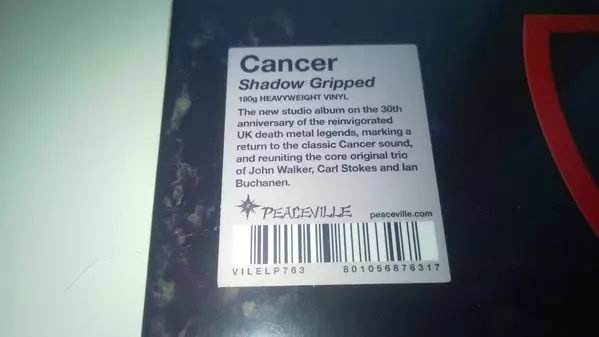 Cancer
Shadow Gripped
180g HEAVYWEIGHT VINYL
The new studio album on the 30th
anniversary of the reinvigorated
UK death metal legends, marking a
return to the classic Cancer sound,
and reuniting the core original trio
of John Walker, Carl Stokes and Ian
Buchanen.
PEACEVILLE peaceville.com
VILELP763 801056876317